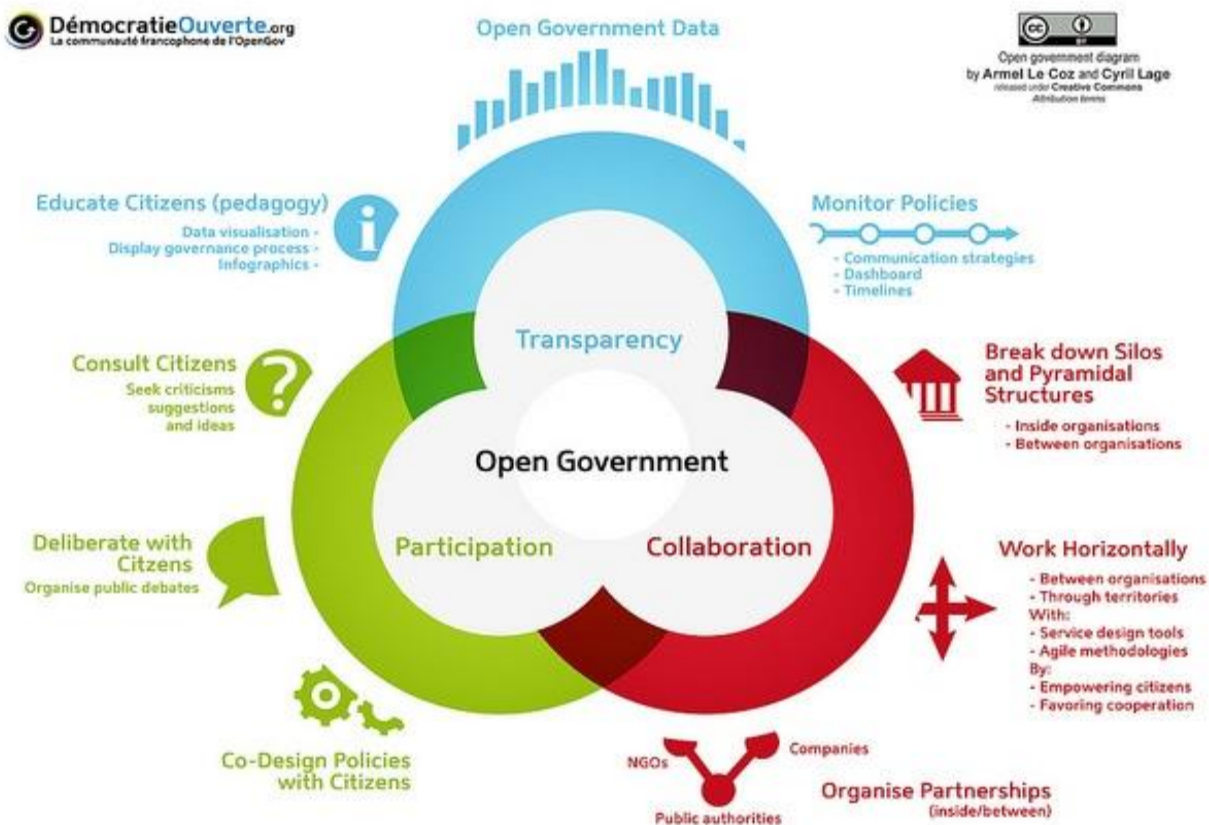 DémocratieOuverte.org
La communauté francophone de l'OpenGov
Open Government Data
CC BY
Open government diagram
by Armel Le Coz and Cyril Lage
released under Creative Commons
Attribution terms
Educate Citizens (pedagogy)
Data visualisation -
Display governance process -
Infographics -
i
Monitor Policies
- Communication strategies
- Dashboard
- Timelines
Transparency
Consult Citizens
Seek criticisms
suggestions
and ideas
?
Break down Silos
and Pyramidal
Structures
- Inside organisations
- Between organisations
Open Government
Participation
Collaboration
Deliberate with
Citzens
Organise public debates
Work Horizontally
- Between organisations
- Through territories
With:
- Service design tools
- Agile methodologies
By:
- Empowering citizens
- Favoring cooperation
Co-Design Policies
with Citizens
NGOs
Companies
Public authorities
Organise Partnerships
(inside/between)